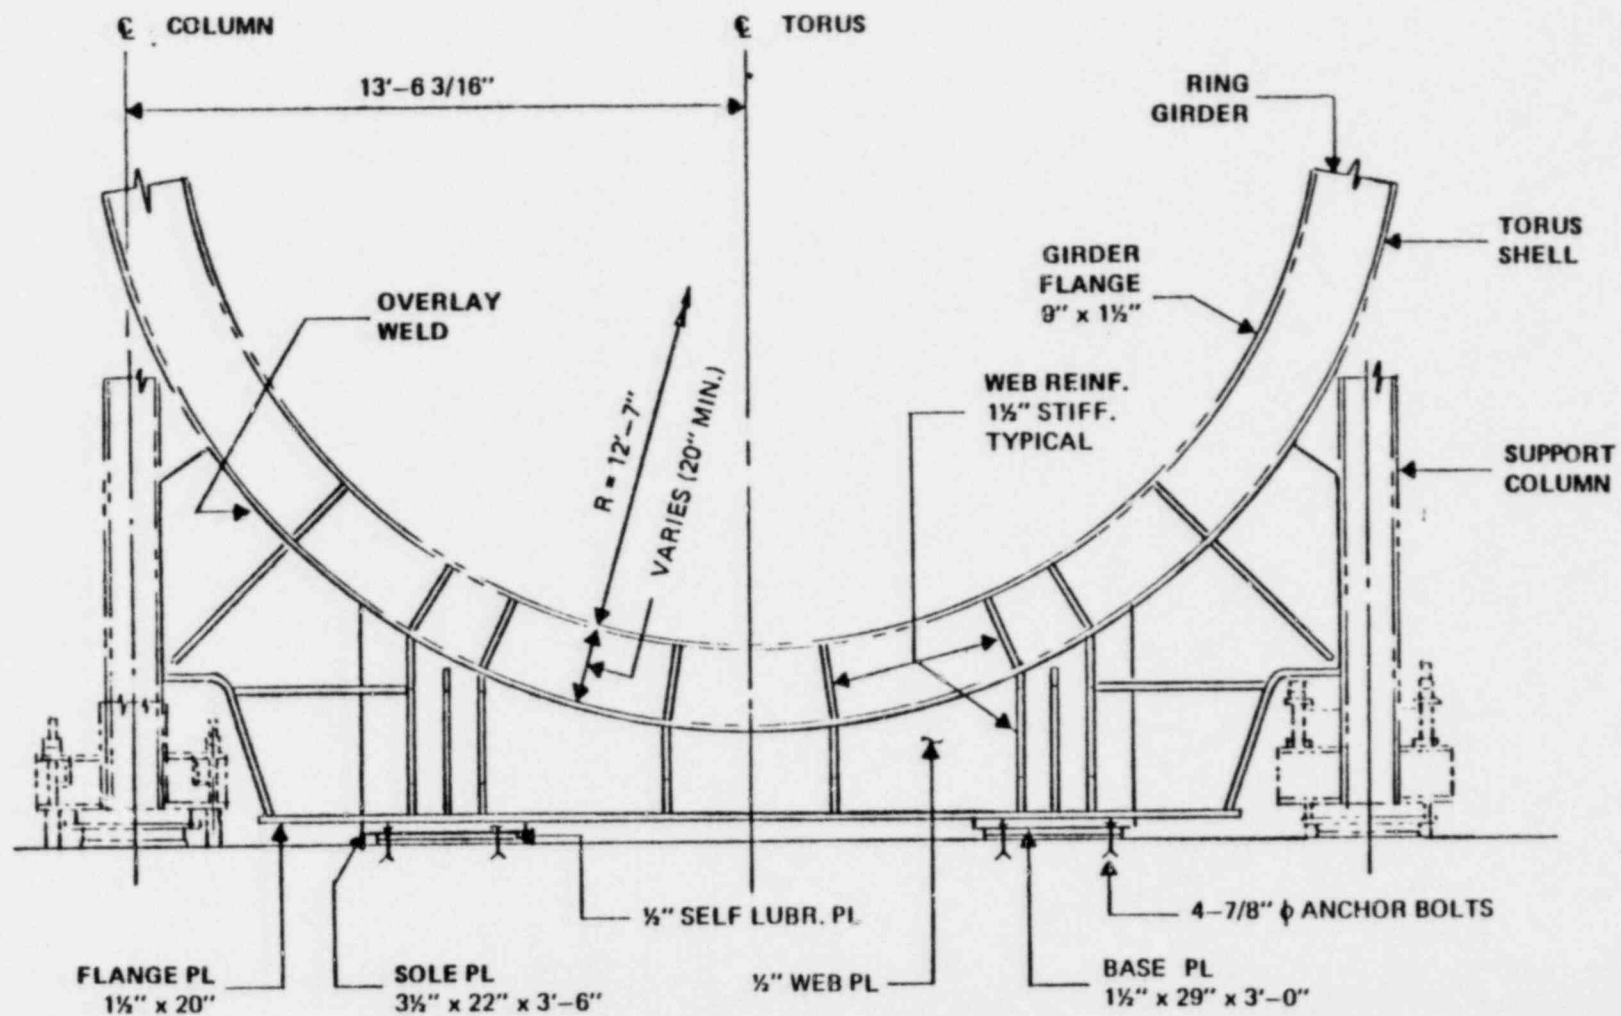 ℄ COLUMN
℄ TORUS
13'–6 3/16"
RING
GIRDER
TORUS
SHELL
GIRDER
FLANGE
9" x 1½"
OVERLAY
WELD
R = 12'–7"
VARIES (20" MIN.)
WEB REINF.
1½" STIFF.
TYPICAL
SUPPORT
COLUMN
½" SELF LUBR. PL
4–7/8" ϕ ANCHOR BOLTS
FLANGE PL
1½" x 20"
SOLE PL
3½" x 22" x 3'–6"
½" WEB PL
BASE PL
1½" x 29" x 3'–0"